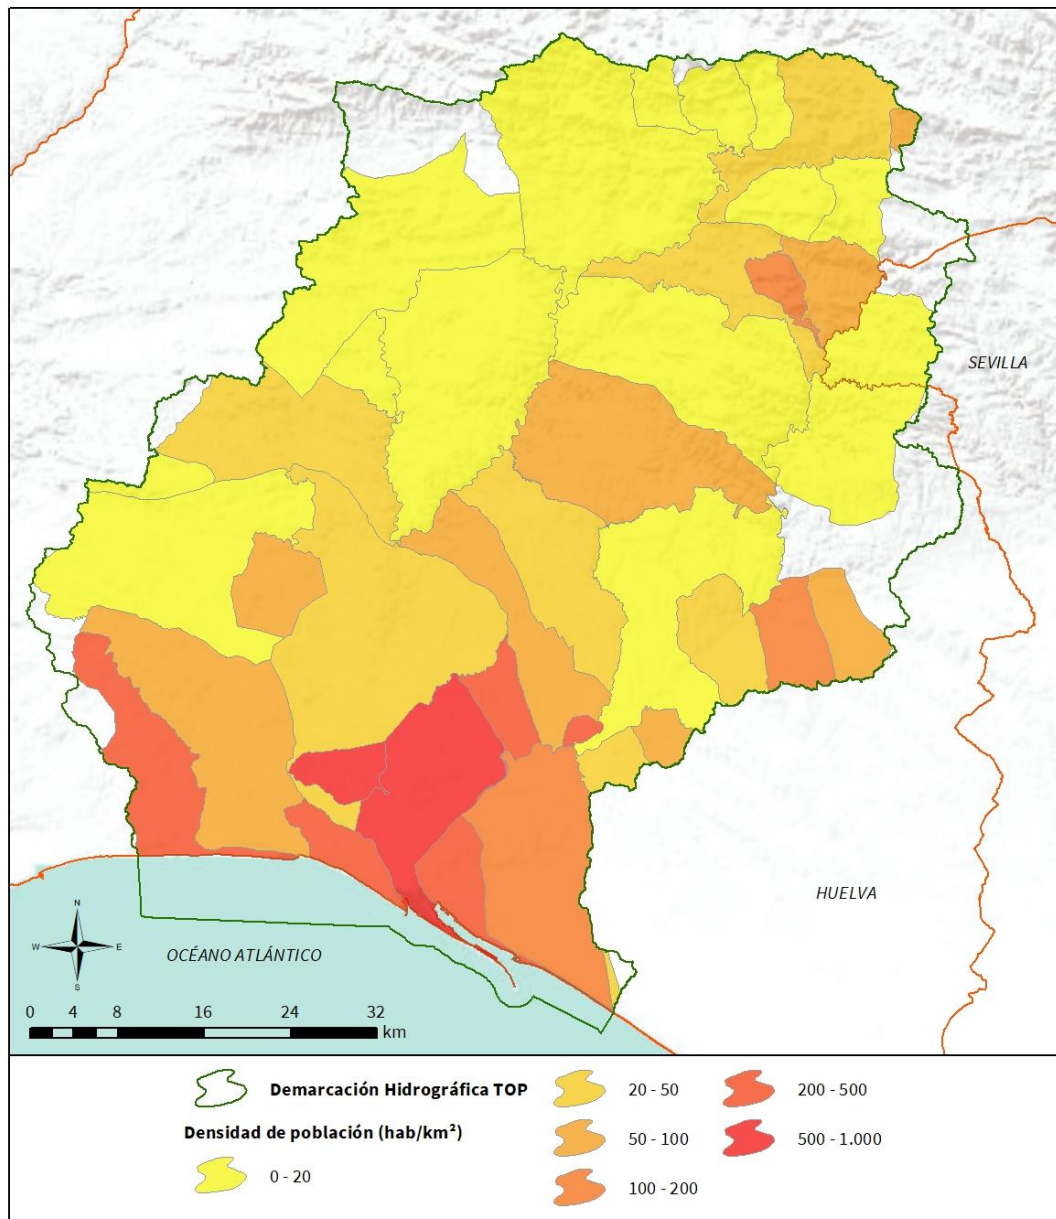 SEVILLA
HUELVA
OCÉANO ATLÁNTICO
N
W E
S
0 4 8 16 24 32
km
Demarcación Hidrográfica TOP
Densidad de población (hab/km²)
0 - 20
20 - 50
50 - 100
100 - 200
200 - 500
500 - 1.000